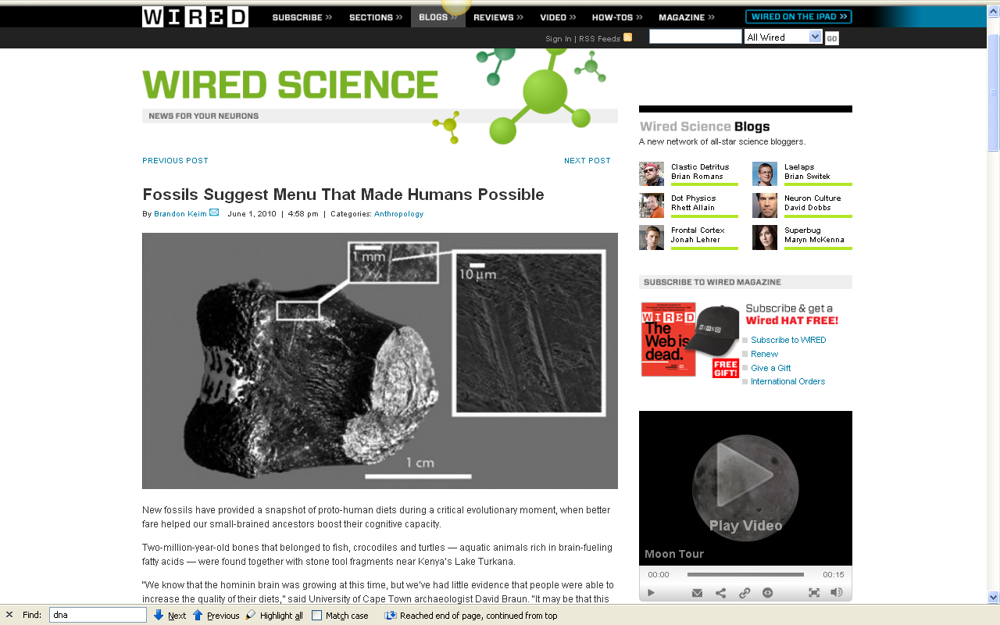 WIRED
SUBSCRIBE >> SECTIONS >> BLOGS >> REVIEWS >> VIDEO >> HOW-TOS >> MAGAZINE >> WIRED ON THE IPAD >>
Sign In | RSS Feeds All Wired GO
WIRED SCIENCE
NEWS FOR YOUR NEURONS
PREVIOUS POST NEXT POST
Fossils Suggest Menu That Made Humans Possible
By Brandon Keim June 1, 2010 | 4:58 pm | Categories: Anthropology
1 mm
10 µm
1 cm
New fossils have provided a snapshot of proto-human diets during a critical evolutionary moment, when better
fare helped our small-brained ancestors boost their cognitive capacity.
Two-million-year-old bones that belonged to fish, crocodiles and turtles — aquatic animals rich in brain-fueling
fatty acids — were found together with stone tool fragments near Kenya's Lake Turkana.
"We know that the hominin brain was growing at this time, but we've had little evidence that people were able to
increase the quality of their diets," said University of Cape Town archaeologist David Braun. "It may be that this
Wired Science Blogs
A new network of all-star science bloggers.
Clastic Detritus
Brian Romans
Laelaps
Brian Switek
Dot Physics
Rhett Allain
Neuron Culture
David Dobbs
Frontal Cortex
Jonah Lehrer
Superbug
Maryn McKenna
SUBSCRIBE TO WIRED MAGAZINE
WIRED
The
Web is
dead.
WIRED
FREE
GIFT!
Subscribe & get a
Wired HAT FREE!
Subscribe to WIRED
Renew
Give a Gift
International Orders
Play Video
Moon Tour
00:00 00:15
Find: dna Next Previous Highlight all Match case Reached end of page, continued from top